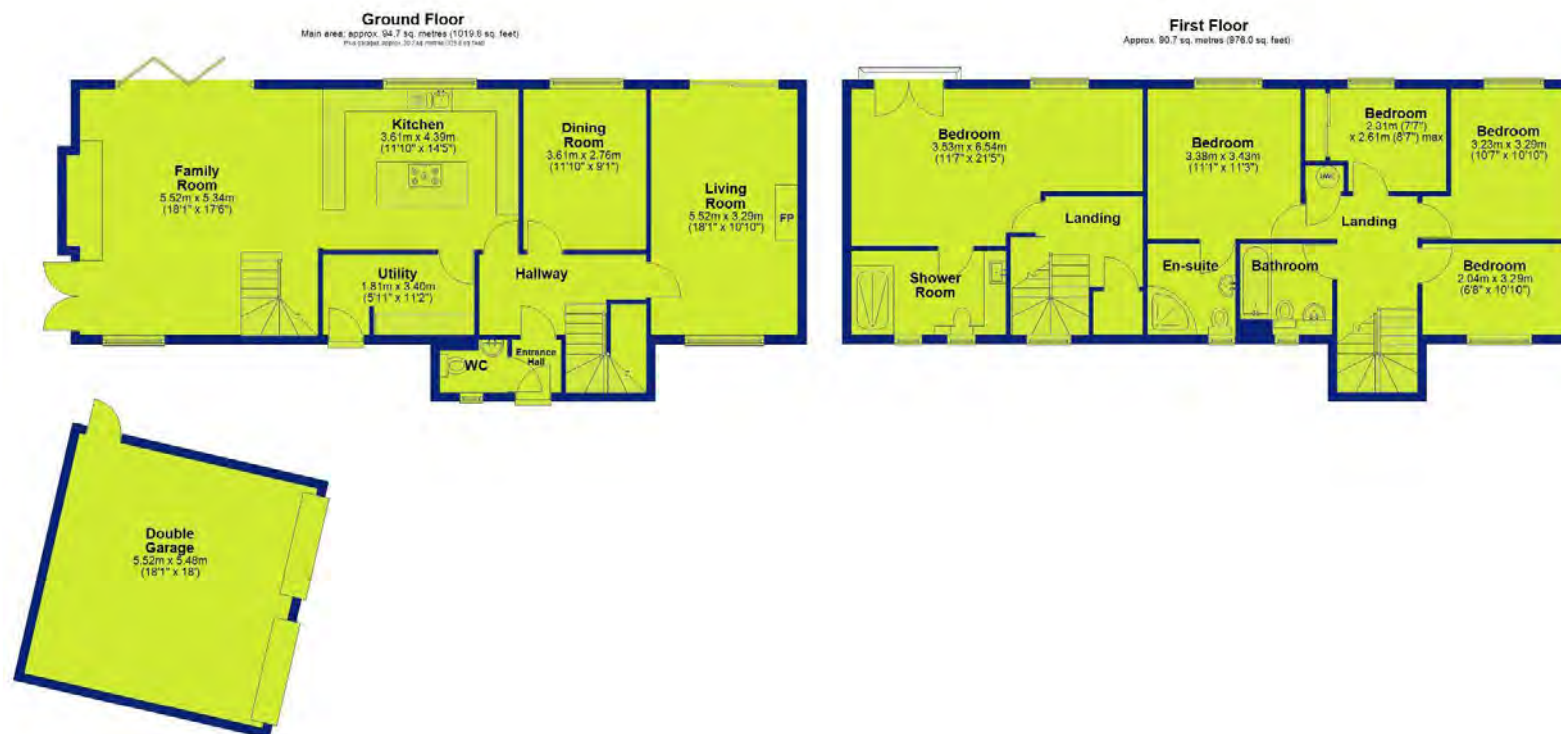 Ground Floor
Main area: approx. 94.7 sq. metres (1019.8 sq. feet)
First Floor
Approx. 90.7 sq. metres (976.0 sq. feet)
Family
Room
5.52m x 5.34m
(18'1" x 17'6")
Kitchen
3.61m x 4.39m
(11'10" x 14'5")
Dining
Room
3.61m x 2.76m
(11'10" x 9'1")
Living
Room
5.52m x 3.29m
(18'1" x 10'10")
FP
Utility
1.81m x 3.40m
(5'11" x 11'2")
Hallway
WC
Entrance
Hall
Double
Garage
5.52m x 5.48m
(18'1" x 18')
Bedroom
3.53m x 6.54m
(11'7" x 21'5")
Bedroom
3.38m x 3.43m
(11'1" x 11'3")
Bedroom
2.31m (7'7")
x 2.61m (8'7") max
Bedroom
3.23m x 3.29m
(10'7" x 10'10")
Landing
Landing
Shower
Room
En-suite
Bathroom
Bedroom
2.04m x 3.29m
(6'8" x 10'10")